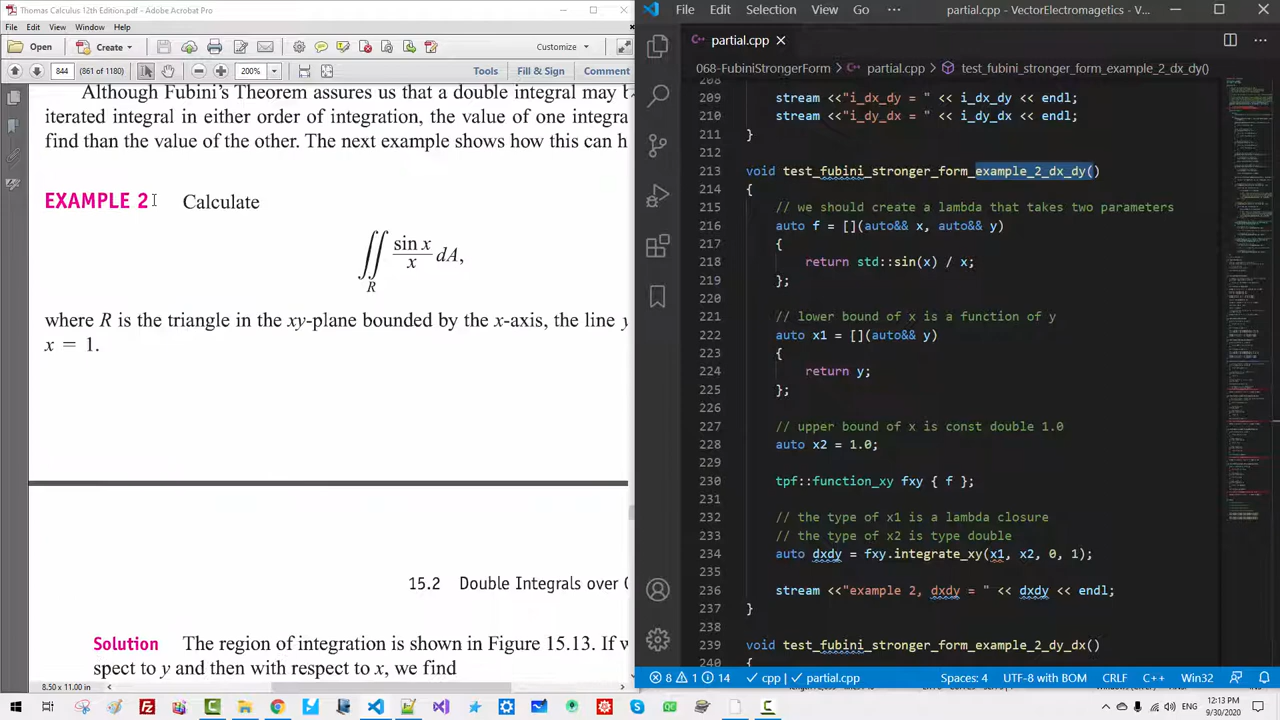 Thomas Calculus 12th Edition.pdf - Adobe Acrobat Pro
File Edit View Window Help
Open
Create
Customize
844
(861 of 1180)
200%
Tools
Fill & Sign
Comment
Although Fubini's Theorem assures us that a double integral may b
iterated integral in either order of integration, the value of one integra
find than the value of the other. The next example shows how this can h
EXAMPLE 2 Calculate
∬ sin x / x dA,
R
where R is the triangle in the xy-plane bounded by the x-axis, the line y
x = 1.
15.2 Double Integrals over
Solution The region of integration is shown in Figure 15.13. If w
spect to y and then with respect to x, we find
8.50 x 11.00 in
File Edit Selection View Go ···
partial.cpp - VectorElectromagetics - V...
partial.cpp
068-FubiniStrongerForm > partial.cpp > test_fubini_stronger_form_example_2_dx_dy()
208
209 stream <<"i_dx_dy = " << i_dx_dy << endl;
210 stream <<"i_dy_dx = " << i_dy_dx << endl;
211 }
212
213 void test_fubini_stronger_form_example_2_dx_dy()
214 {
215 // should create a lambda that takes two parameters
216 auto f = [](auto&& x, auto&& y)
217 {
218 return std::sin(x) / x;
219 };
220
221 // upper bound of x is a finction of y
222 auto x1 = [](auto&& y)
223 {
224 return y;
225 };
226
227 // upper bound of x is const double 1.0
228 auto x2 = 1.0;
229
230 tpf::function_xy fxy { f };
231
232 // the type of x1 is a lambda closure
233 // the type of x2 is type double
234 auto dxdy = fxy.integrate_xy(x1, x2, 0, 1);
235
236 stream <<"example 2, dxdy = " << dxdy << endl;
237 }
238
239 void test_fubini_stronger_form_example_2_dy_dx()
240 {
8 1 14 cpp partial.cpp Spaces: 4 UTF-8 with BOM CRLF C++ Win32
12:13 PM
9/30/2020